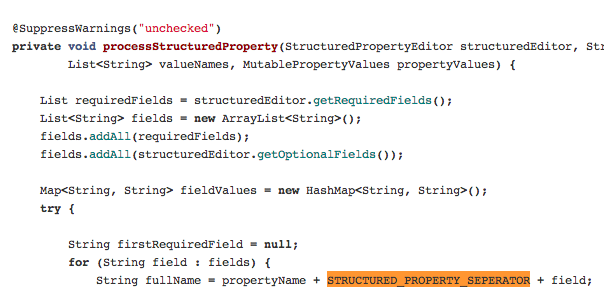 @SuppressWarnings("unchecked")
private void processStructuredProperty(StructuredPropertyEditor structuredEditor, Str
List<String> valueNames, MutablePropertyValues propertyValues) {
List requiredFields = structuredEditor.getRequiredFields();
List<String> fields = new ArrayList<String>();
fields.addAll(requiredFields);
fields.addAll(structuredEditor.getOptionalFields());
Map<String, String> fieldValues = new HashMap<String, String>();
try {
String firstRequiredField = null;
for (String field : fields) {
String fullName = propertyName + STRUCTURED_PROPERTY_SEPERATOR + field;